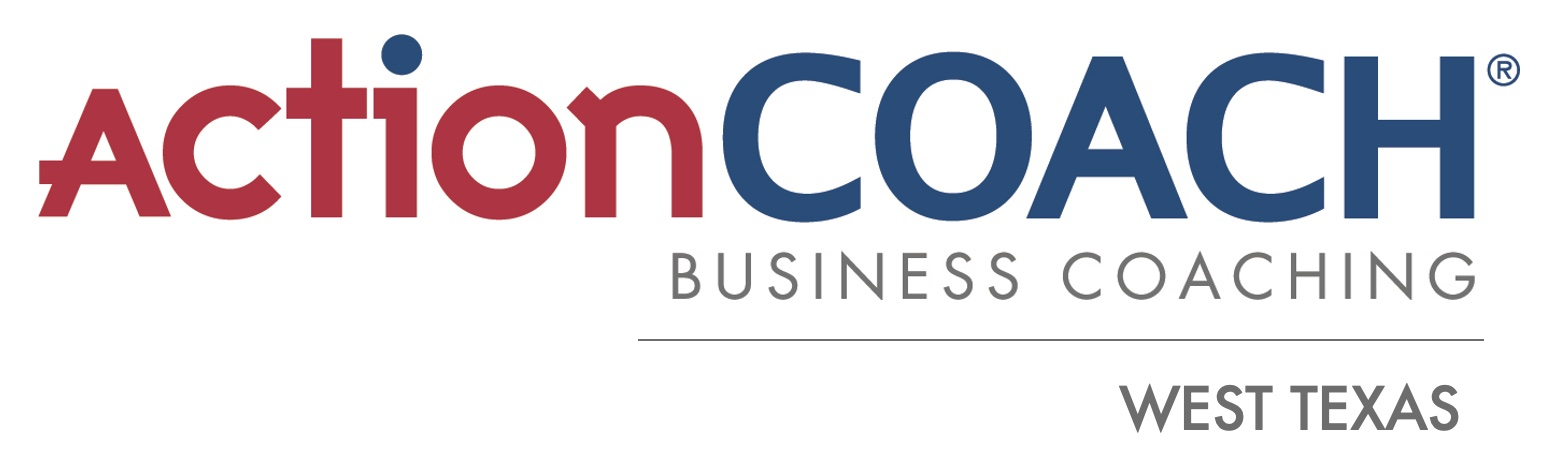 ActionCOACH®
BUSINESS COACHING
WEST TEXAS